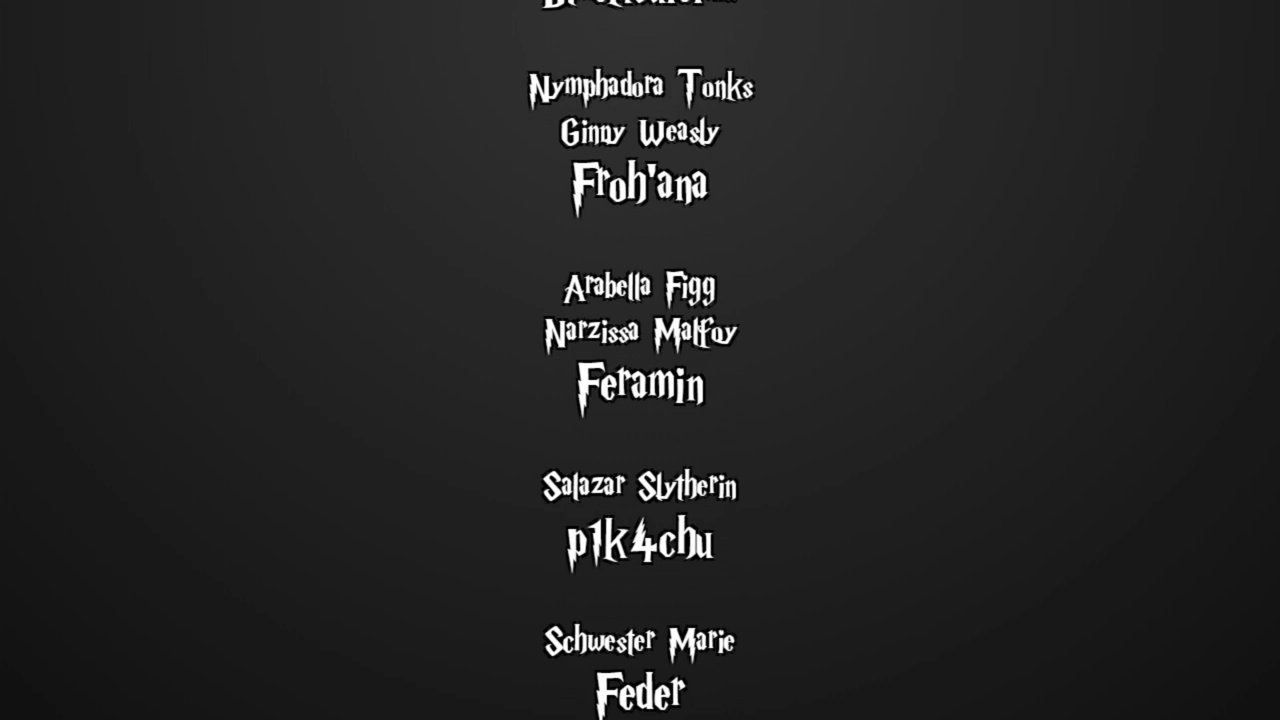 Nymphadora Tonks
Ginny Weasly
Froh'ana
Arabella Figg
Narzissa Malfoy
Feramin
Salazar Slytherin
p1k4chu
Schwester Marie
Feder